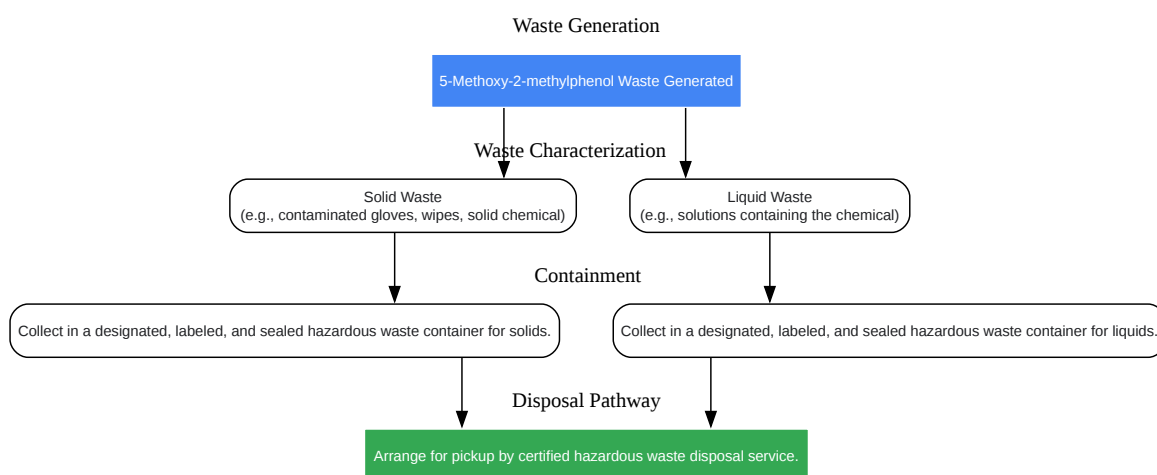 Waste Generation
5-Methoxy-2-methylphenol Waste Generated
Waste Characterization
Solid Waste
(e.g., contaminated gloves, wipes, solid chemical)
Liquid Waste
(e.g., solutions containing the chemical)
Containment
Collect in a designated, labeled, and sealed hazardous waste container for solids.
Collect in a designated, labeled, and sealed hazardous waste container for liquids.
Disposal Pathway
Arrange for pickup by certified hazardous waste disposal service.